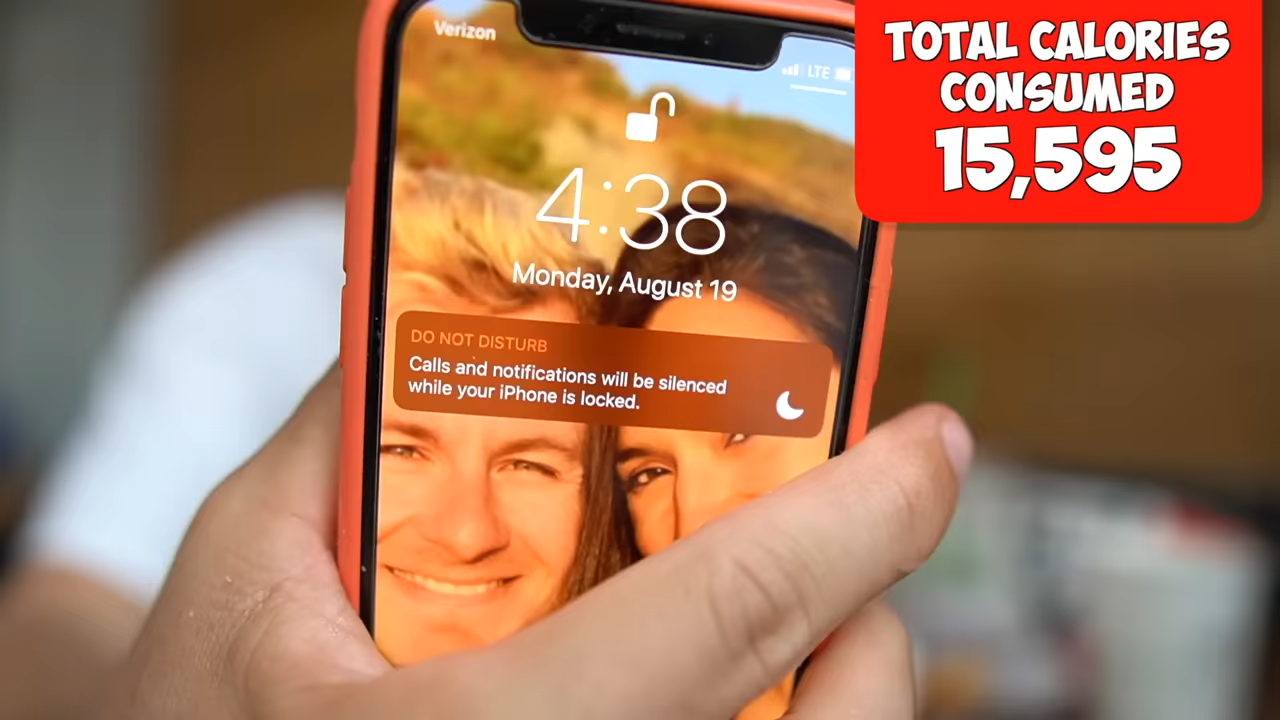 Verizon
LTE
4:38
Monday, August 19
DO NOT DISTURB
Calls and notifications will be silenced
while your iPhone is locked.
TOTAL CALORIES
CONSUMED
15,595